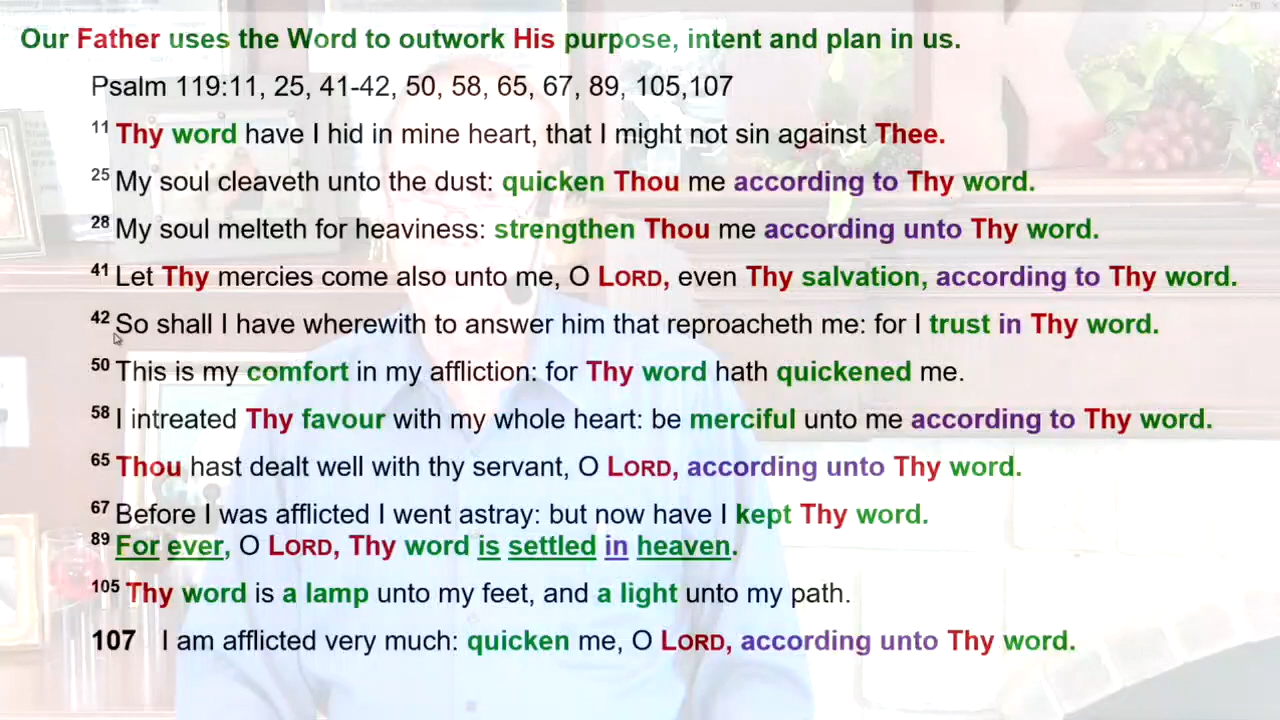 Our Father uses the Word to outwork His purpose, intent and plan in us.
Psalm 119:11, 25, 41-42, 50, 58, 65, 67, 89, 105,107
11 Thy word have I hid in mine heart, that I might not sin against Thee.
25 My soul cleaveth unto the dust: quicken Thou me according to Thy word.
28 My soul melteth for heaviness: strengthen Thou me according unto Thy word.
41 Let Thy mercies come also unto me, O LORD, even Thy salvation, according to Thy word.
42 So shall I have wherewith to answer him that reproacheth me: for I trust in Thy word.
50 This is my comfort in my affliction: for Thy word hath quickened me.
58 I intreated Thy favour with my whole heart: be merciful unto me according to Thy word.
65 Thou hast dealt well with thy servant, O LORD, according unto Thy word.
67 Before I was afflicted I went astray: but now have I kept Thy word.
89 For ever, O LORD, Thy word is settled in heaven.
105 Thy word is a lamp unto my feet, and a light unto my path.
107 I am afflicted very much: quicken me, O LORD, according unto Thy word.